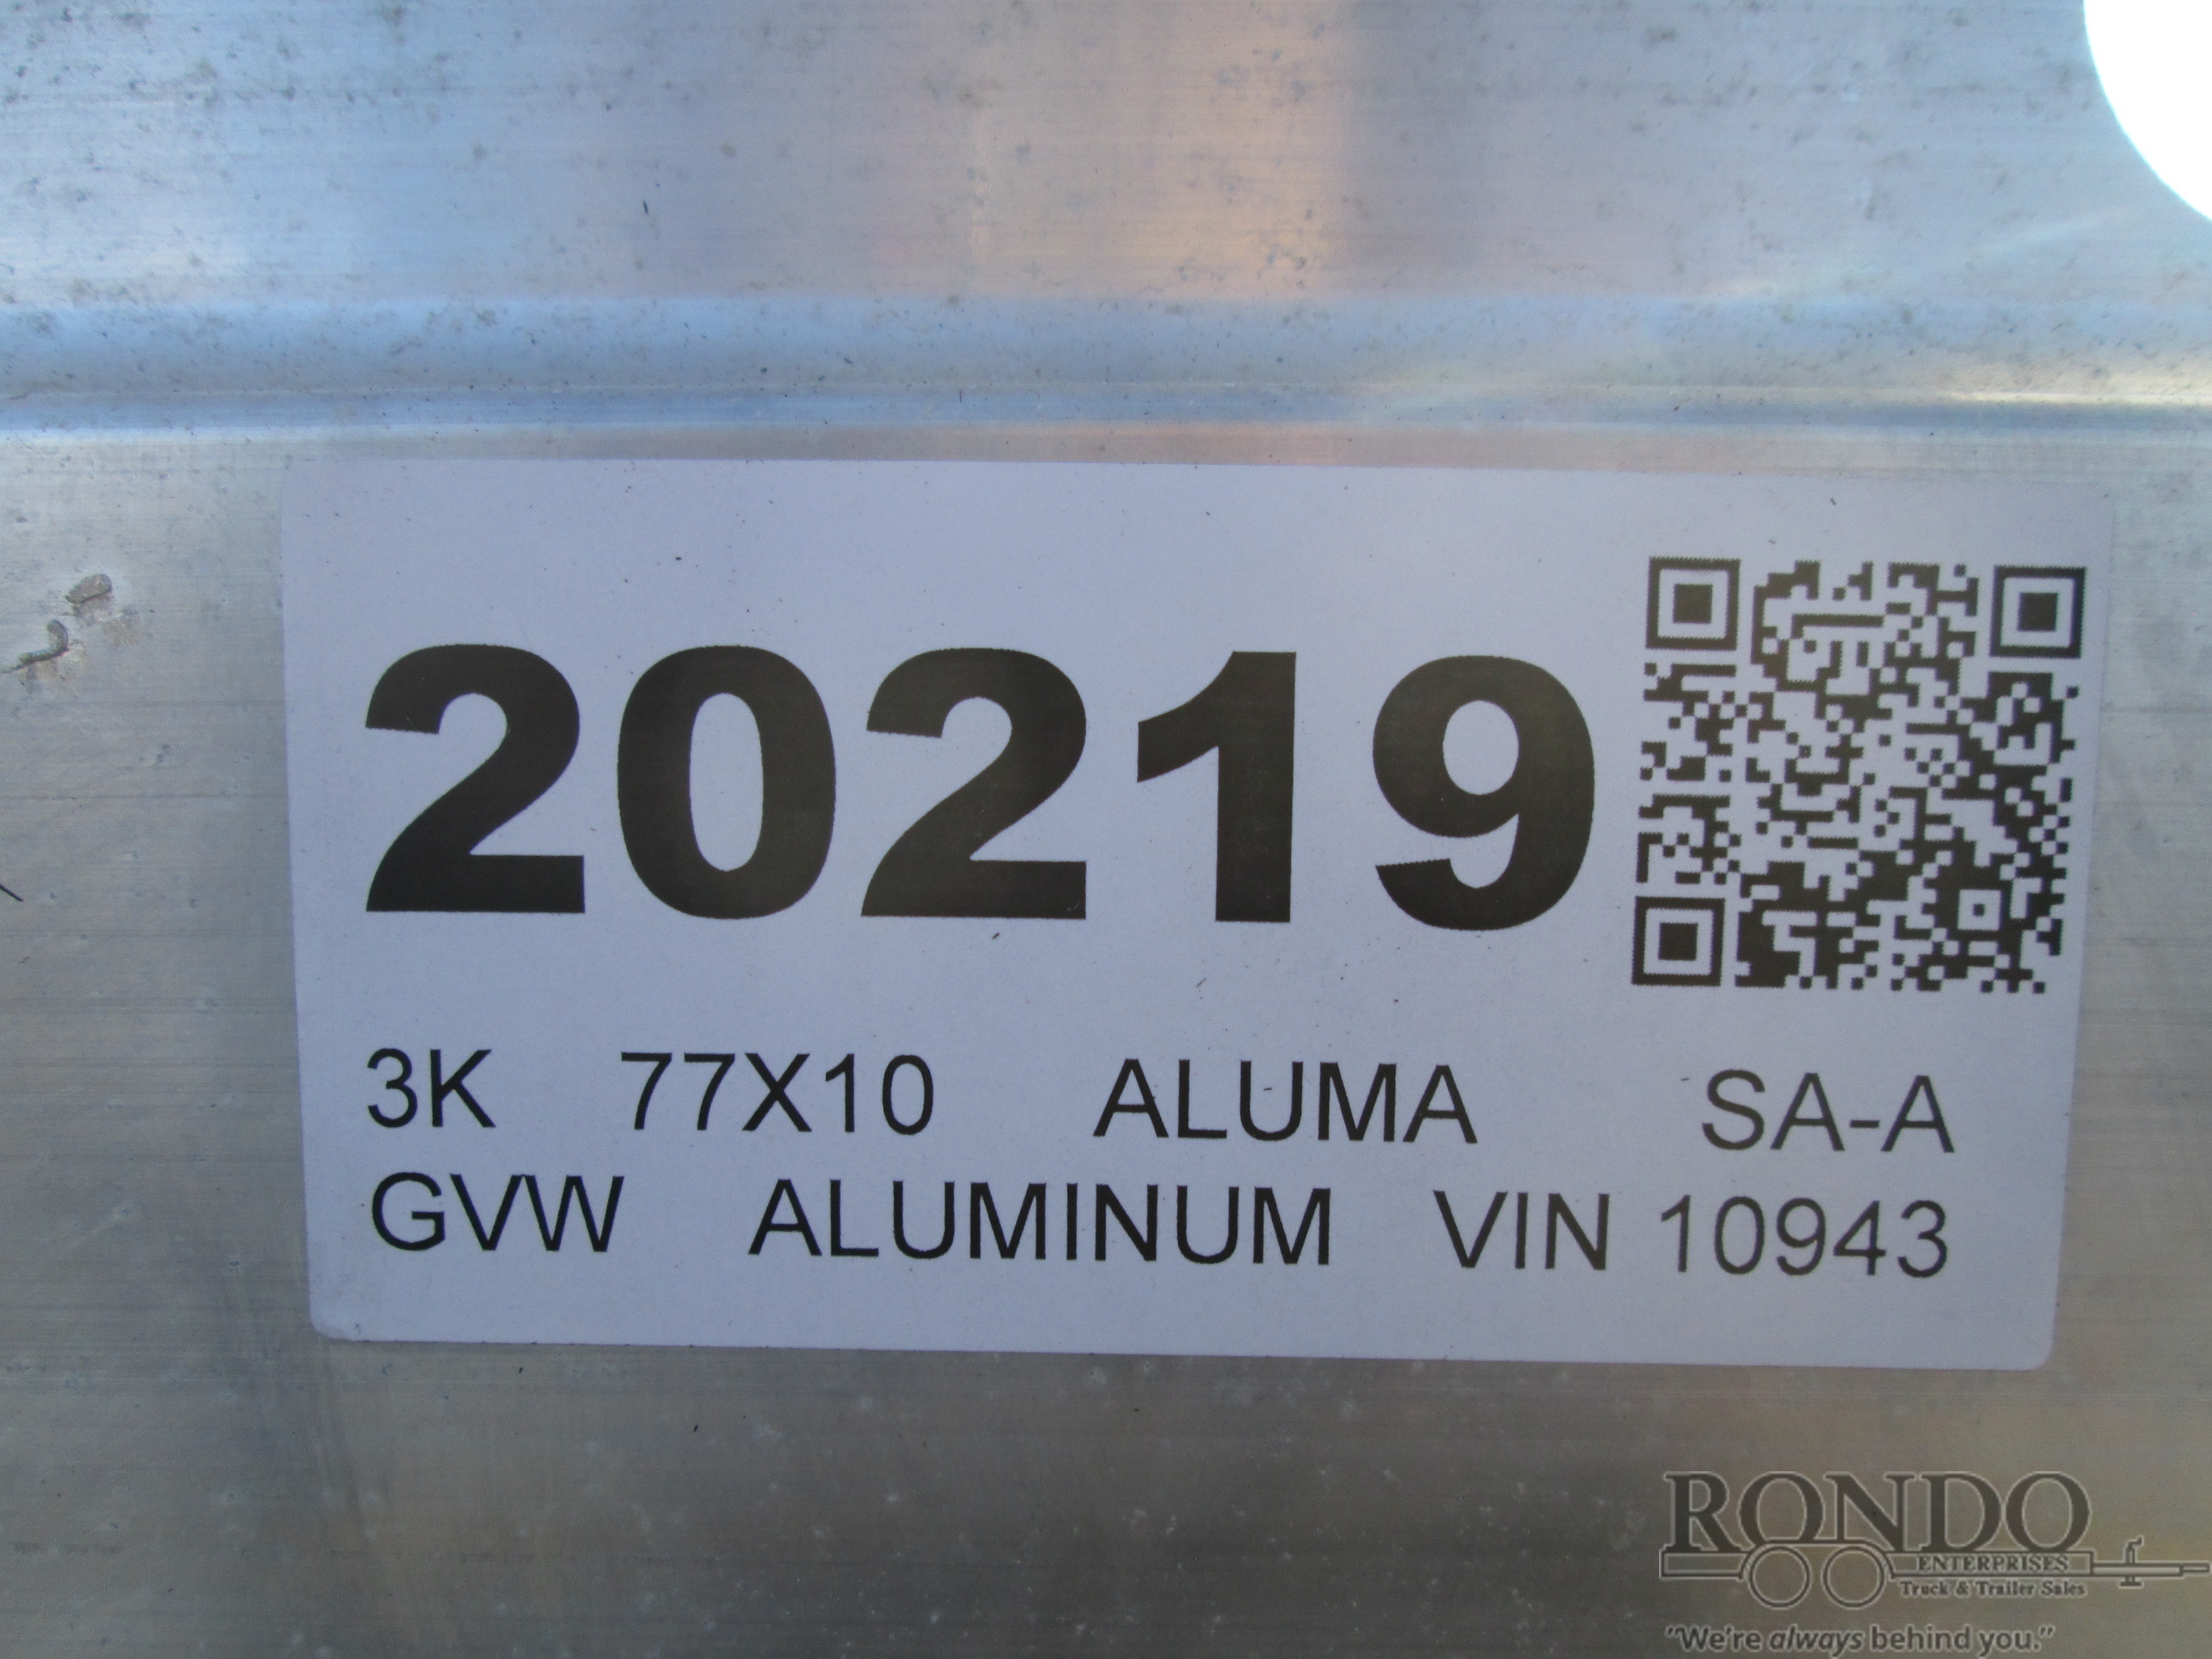 20219
3K 77X10 ALUMA SA-A
GVW ALUMINUM VIN 10943
RONDO
ENTERPRISES
Truck & Trailer Sales
"We're always behind you."